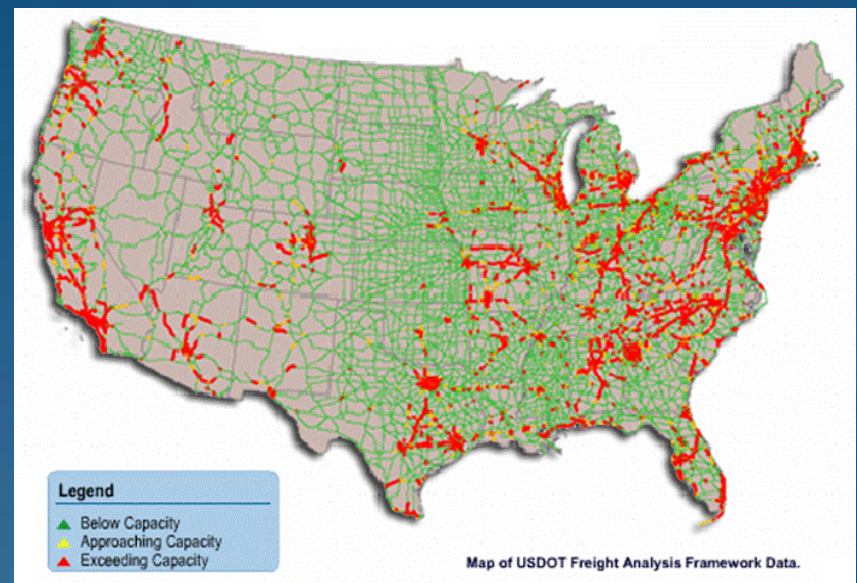 Legend
Below Capacity
Approaching Capacity
Exceeding Capacity
Map of USDOT Freight Analysis Framework Data.